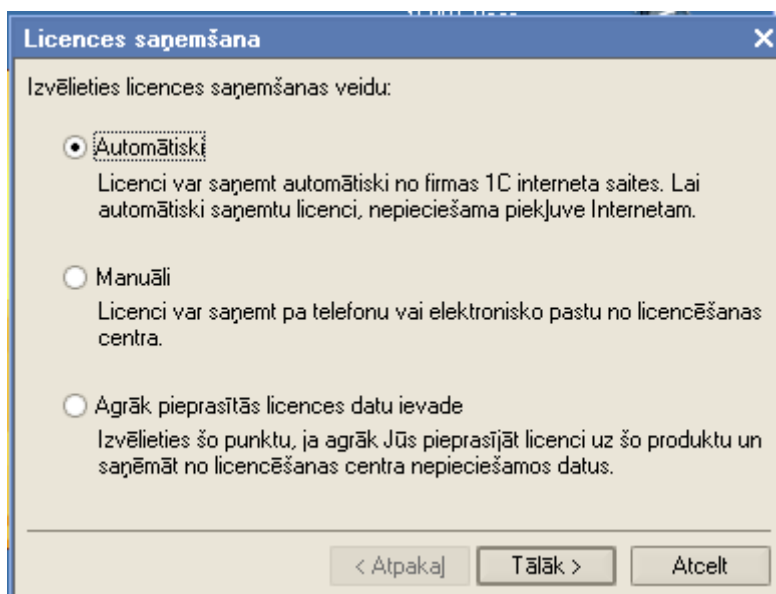 Licences saņemšana
Izvēlieties licences saņemšanas veidu:
Automātiski
Licenci var saņemt automātiski no firmas 1C interneta saites. Lai
automātiski saņemtu licenci, nepieciešama piekļuve Internetam.
Manuāli
Licenci var saņemt pa telefonu vai elektronisko pastu no licencēšanas
centra.
Agrāk pieprasītās licences datu ievade
Izvēlieties šo punktu, ja agrāk Jūs pieprasījāt licenci uz šo produktu un
saņēmāt no licencēšanas centra nepieciešamos datus.
< Atpakaļ Tālāk > Atcelt